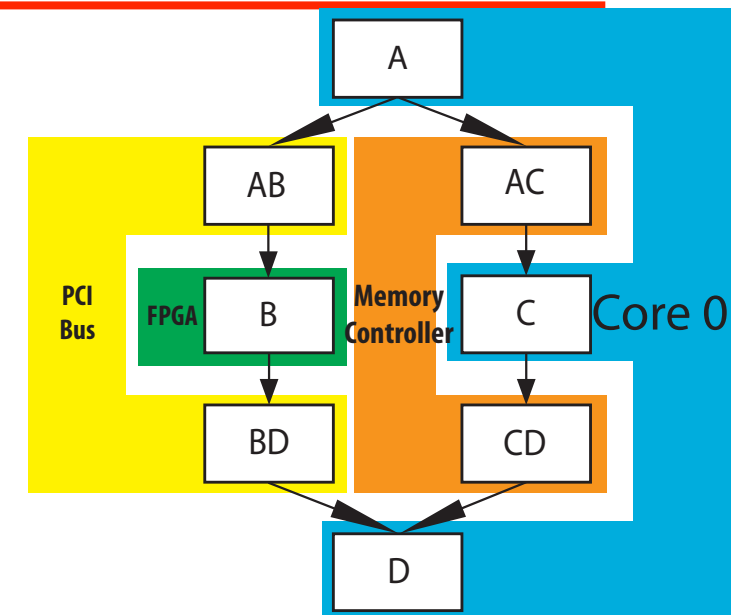 A
AB
AC
PCI
Bus
FPGA
B
Memory
Controller
C
Core 0
BD
CD
D